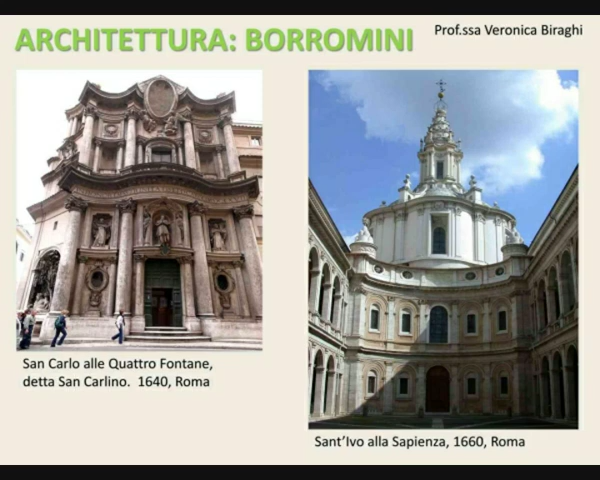 ARCHITETTURA: BORROMINI
Prof.ssa Veronica Biraghi
San Carlo alle Quattro Fontane,
detta San Carlino.  1640, Roma
Sant'Ivo alla Sapienza, 1660, Roma